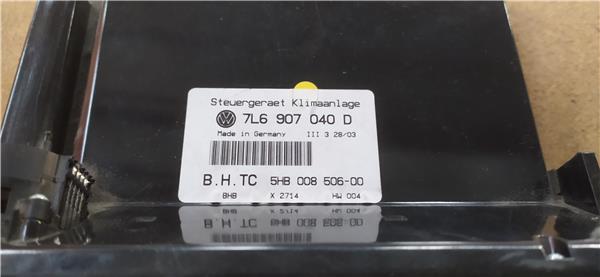 Steuergeraet Klimaanlage
7L6 907 040 D
Made in Germany III 3 28/03
B.H.TC 5HB 008 506-00
BHB X 2714 HW 004